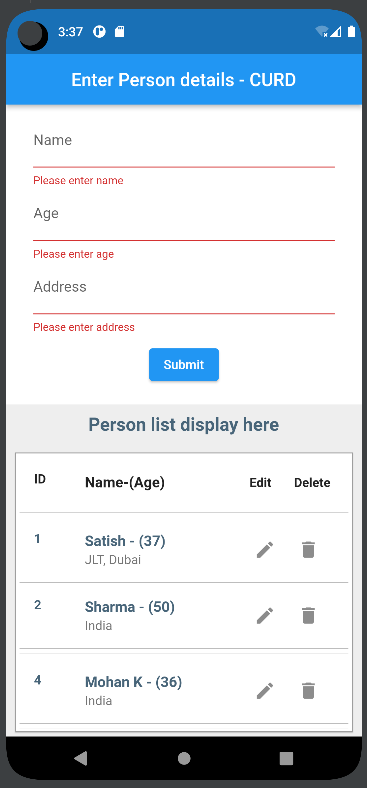 3:37
Enter Person details - CURD
Name
Please enter name
Age
Please enter age
Address
Please enter address
Submit
Person list display here
ID Name-(Age) Edit Delete
1 Satish - (37)
JLT, Dubai
2 Sharma - (50)
India
4 Mohan K - (36)
India